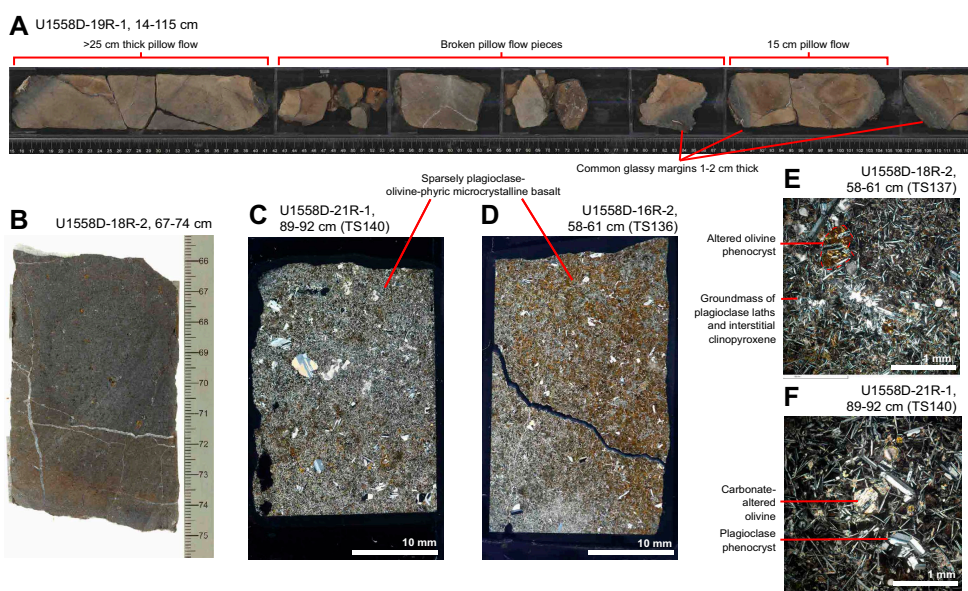 A
U1558D-19R-1, 14-115 cm
>25 cm thick pillow flow
Broken pillow flow pieces
15 cm pillow flow
Common glassy margins 1-2 cm thick
Sparsely plagioclase-
olivine-phyric microcrystalline basalt
B
U1558D-18R-2, 67-74 cm
66
67
68
69
70
71
72
73
74
75
C
U1558D-21R-1,
89-92 cm (TS140)
10 mm
D
U1558D-16R-2,
58-61 cm (TS136)
10 mm
E
U1558D-18R-2,
58-61 cm (TS137)
Altered olivine
phenocryst
Groundmass of
plagioclase laths
and interstitial
clinopyroxene
1 mm
F
U1558D-21R-1,
89-92 cm (TS140)
Carbonate-
altered
olivine
Plagioclase
phenocryst
1 mm